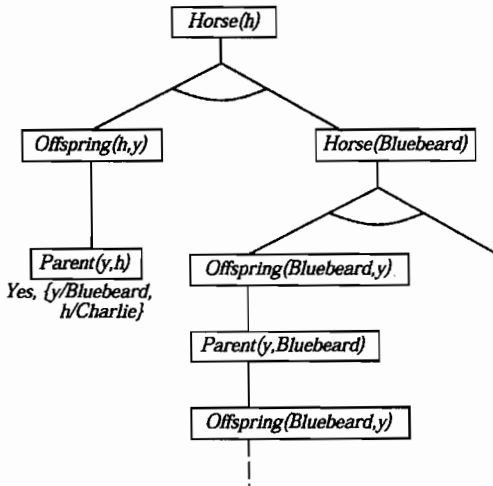 Horse(h)
Offspring(h,y)
Horse(Bluebeard)
Parent(y,h)
Yes, {y/Bluebeard,
h/Charlie}
Offspring(Bluebeard,y)
Parent(y,Bluebeard)
Offspring(Bluebeard,y)